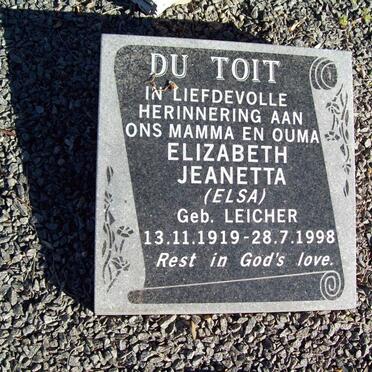 DU TOIT
IN LIEFDEVOLLE
HERINNERING AAN
ONS MAMMA EN OUMA
ELIZABETH
JEANETTA
(ELSA)
Geb. LEICHER
13.11.1919-28.7.1998
Rest in God's love.